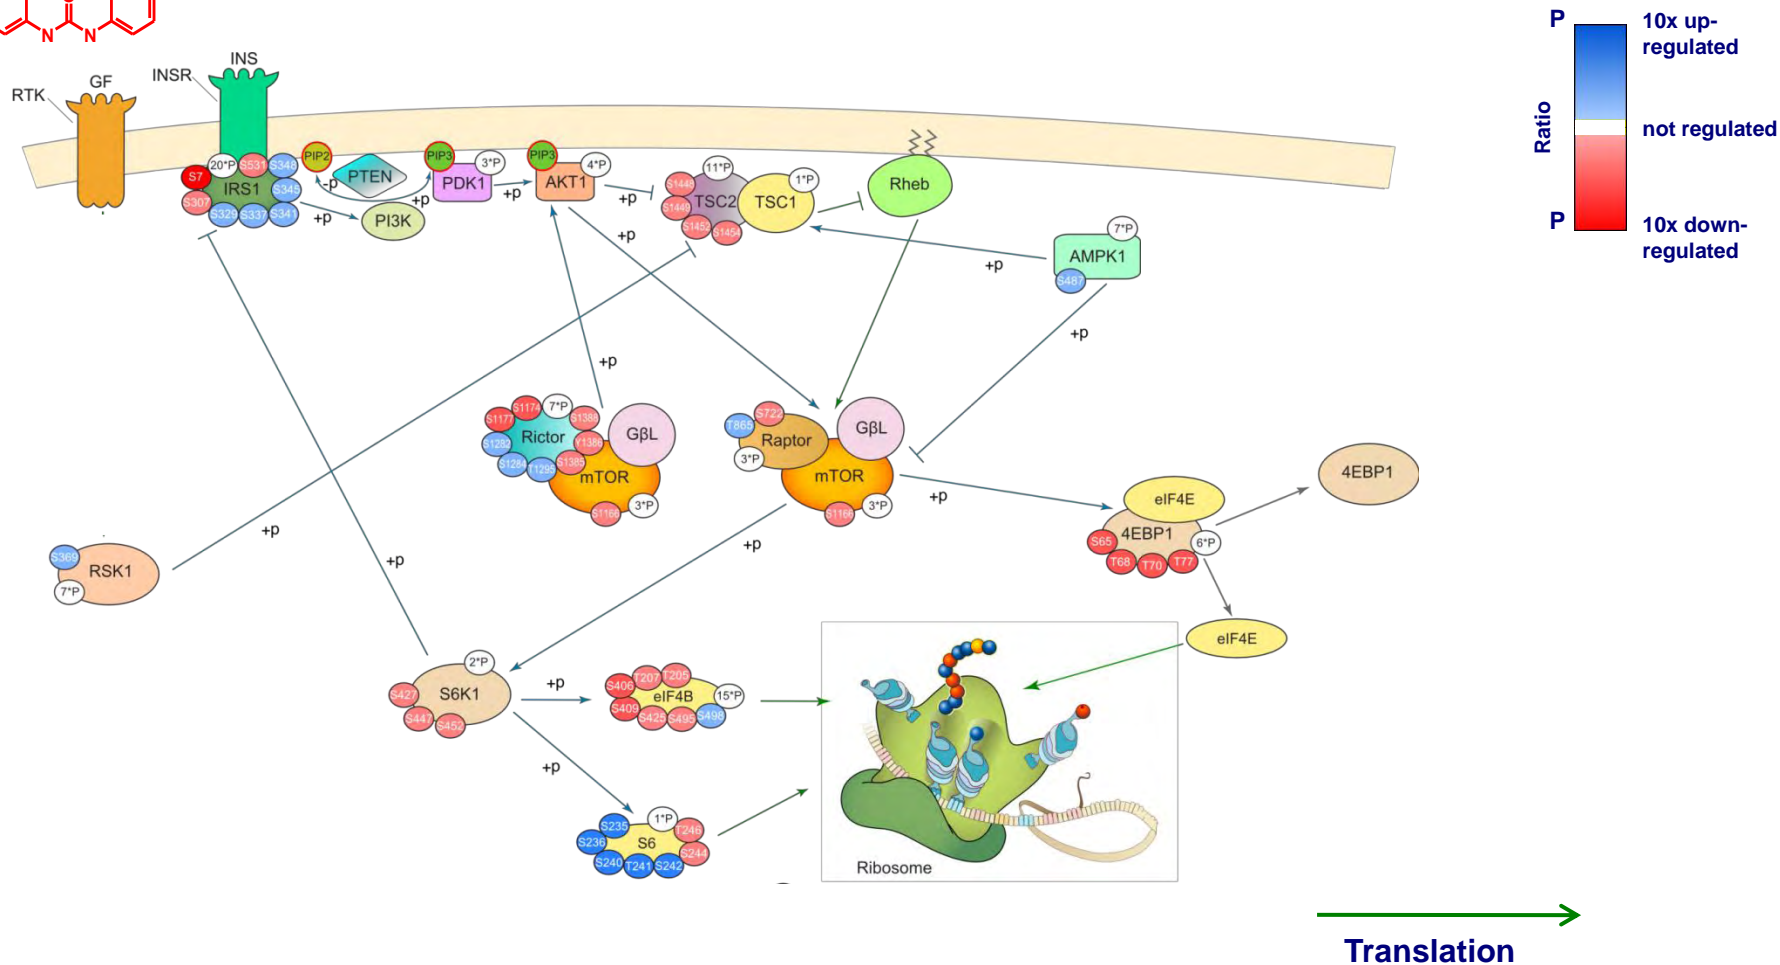 N N
P
10x up-
regulated
Ratio
not regulated
P
10x down-
regulated
INS
INSR
GF
RTK
20*P
S531
S348
S7
IRS1
S345
S307
S329
S337
S341
+p
PIP2
-p
PTEN
PI3K
PIP3
3*P
PDK1
+p
+p
PIP3
4*P
AKT1
+p
11*P
S1448
TSC2
S1449
S1452
S1454
1*P
TSC1
Rheb
7*P
AMPK1
S487
+p
+p
+p
+p
S1177
S1174
7*P
S1388
S1282
Rictor
Y1386
S1284
T1295
S1385
GβL
mTOR
S1166
3*P
S722
T865
Raptor
3*P
GβL
mTOR
S1166
3*P
+p
4EBP1
eIF4E
4EBP1
S65
T68
T70
T77
6*P
eIF4E
S369
RSK1
7*P
+p
+p
+p
2*P
S427
S6K1
S447
S452
+p
S406
T207
T205
eIF4B
15*P
S409
S425
S495
S498
+p
S235
1*P
T246
S236
S6
S244
S240
T241
S242
Ribosome
Translation